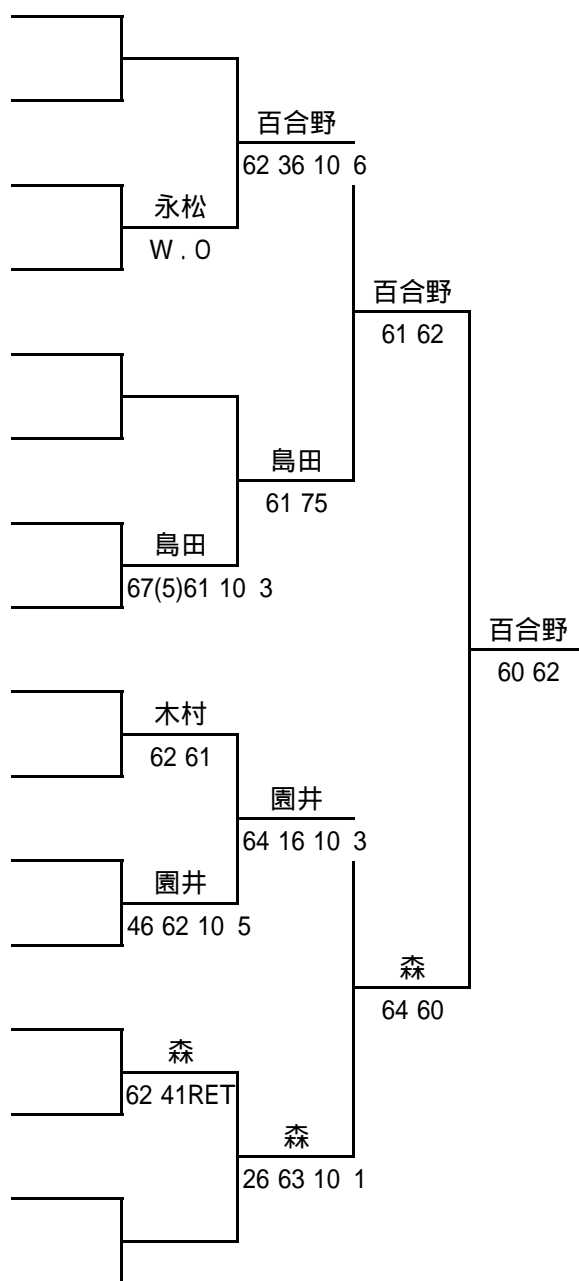 百合野
62 36 10 6
永松
W . O
百合野
61 62
島田
61 75
島田
67(5)61 10 3
百合野
60 62
木村
62 61
園井
64 16 10 3
園井
46 62 10 5
森
64 60
森
62 41RET
森
26 63 10 1